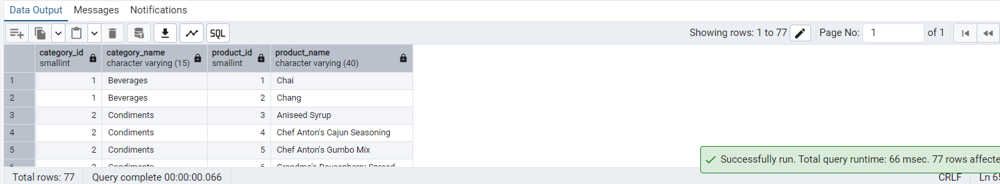 Data Output Messages Notifications
SQL Showing rows: 1 to 77 Page No: 1 of 1
category_id category_name product_id product_name
smallint character varying (15) smallint character varying (40)
1 1 Beverages 1 Chai
2 1 Beverages 2 Chang
3 2 Condiments 3 Aniseed Syrup
4 2 Condiments 4 Chef Anton's Cajun Seasoning
5 2 Condiments 5 Chef Anton's Gumbo Mix
6 2 Condiments 6 Grandma's Boysenberry Spread
Successfully run. Total query runtime: 66 msec. 77 rows affecte
Total rows: 77 Query complete 00:00:00.066 CRLF Ln 65